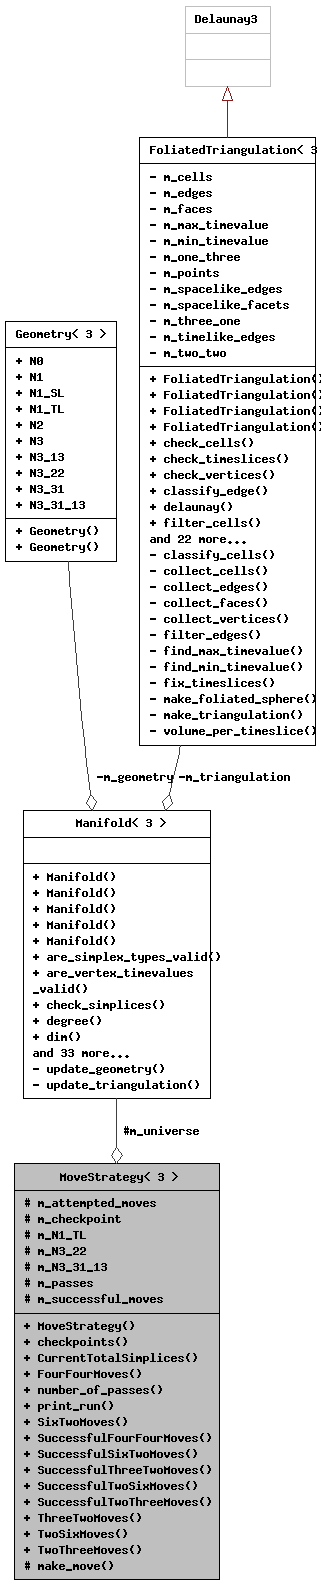 Delaunay3
FoliatedTriangulation< 3
- m_cells
- m_edges
- m_faces
- m_max_timevalue
- m_min_timevalue
- m_one_three
- m_points
- m_spacelike_edges
- m_spacelike_facets
- m_three_one
- m_timelike_edges
- m_two_two
+ FoliatedTriangulation()
+ FoliatedTriangulation()
+ FoliatedTriangulation()
+ FoliatedTriangulation()
+ check_cells()
+ check_timeslices()
+ check_vertices()
+ classify_edge()
+ delaunay()
+ filter_cells()
and 22 more...
- classify_cells()
- collect_cells()
- collect_edges()
- collect_faces()
- collect_vertices()
- filter_edges()
- find_max_timevalue()
- find_min_timevalue()
- fix_timeslices()
- make_foliated_sphere()
- make_triangulation()
- volume_per_timeslice()
Geometry< 3 >
+ N0
+ N1
+ N1_SL
+ N1_TL
+ N2
+ N3
+ N3_13
+ N3_22
+ N3_31
+ N3_31_13
+ Geometry()
+ Geometry()
-m_geometry
-m_triangulation
Manifold< 3 >
+ Manifold()
+ Manifold()
+ Manifold()
+ Manifold()
+ Manifold()
+ are_simplex_types_valid()
+ are_vertex_timevalues
_valid()
+ check_simplices()
+ degree()
+ dim()
and 33 more...
- update_geometry()
- update_triangulation()
#m_universe
MoveStrategy< 3 >
# m_attempted_moves
# m_checkpoint
# m_N1_TL
# m_N3_22
# m_N3_31_13
# m_passes
# m_successful_moves
+ MoveStrategy()
+ checkpoints()
+ CurrentTotalSimplices()
+ FourFourMoves()
+ number_of_passes()
+ print_run()
+ SixTwoMoves()
+ SuccessfulFourFourMoves()
+ SuccessfulSixTwoMoves()
+ SuccessfulThreeTwoMoves()
+ SuccessfulTwoSixMoves()
+ SuccessfulTwoThreeMoves()
+ ThreeTwoMoves()
+ TwoSixMoves()
+ TwoThreeMoves()
# make_move()